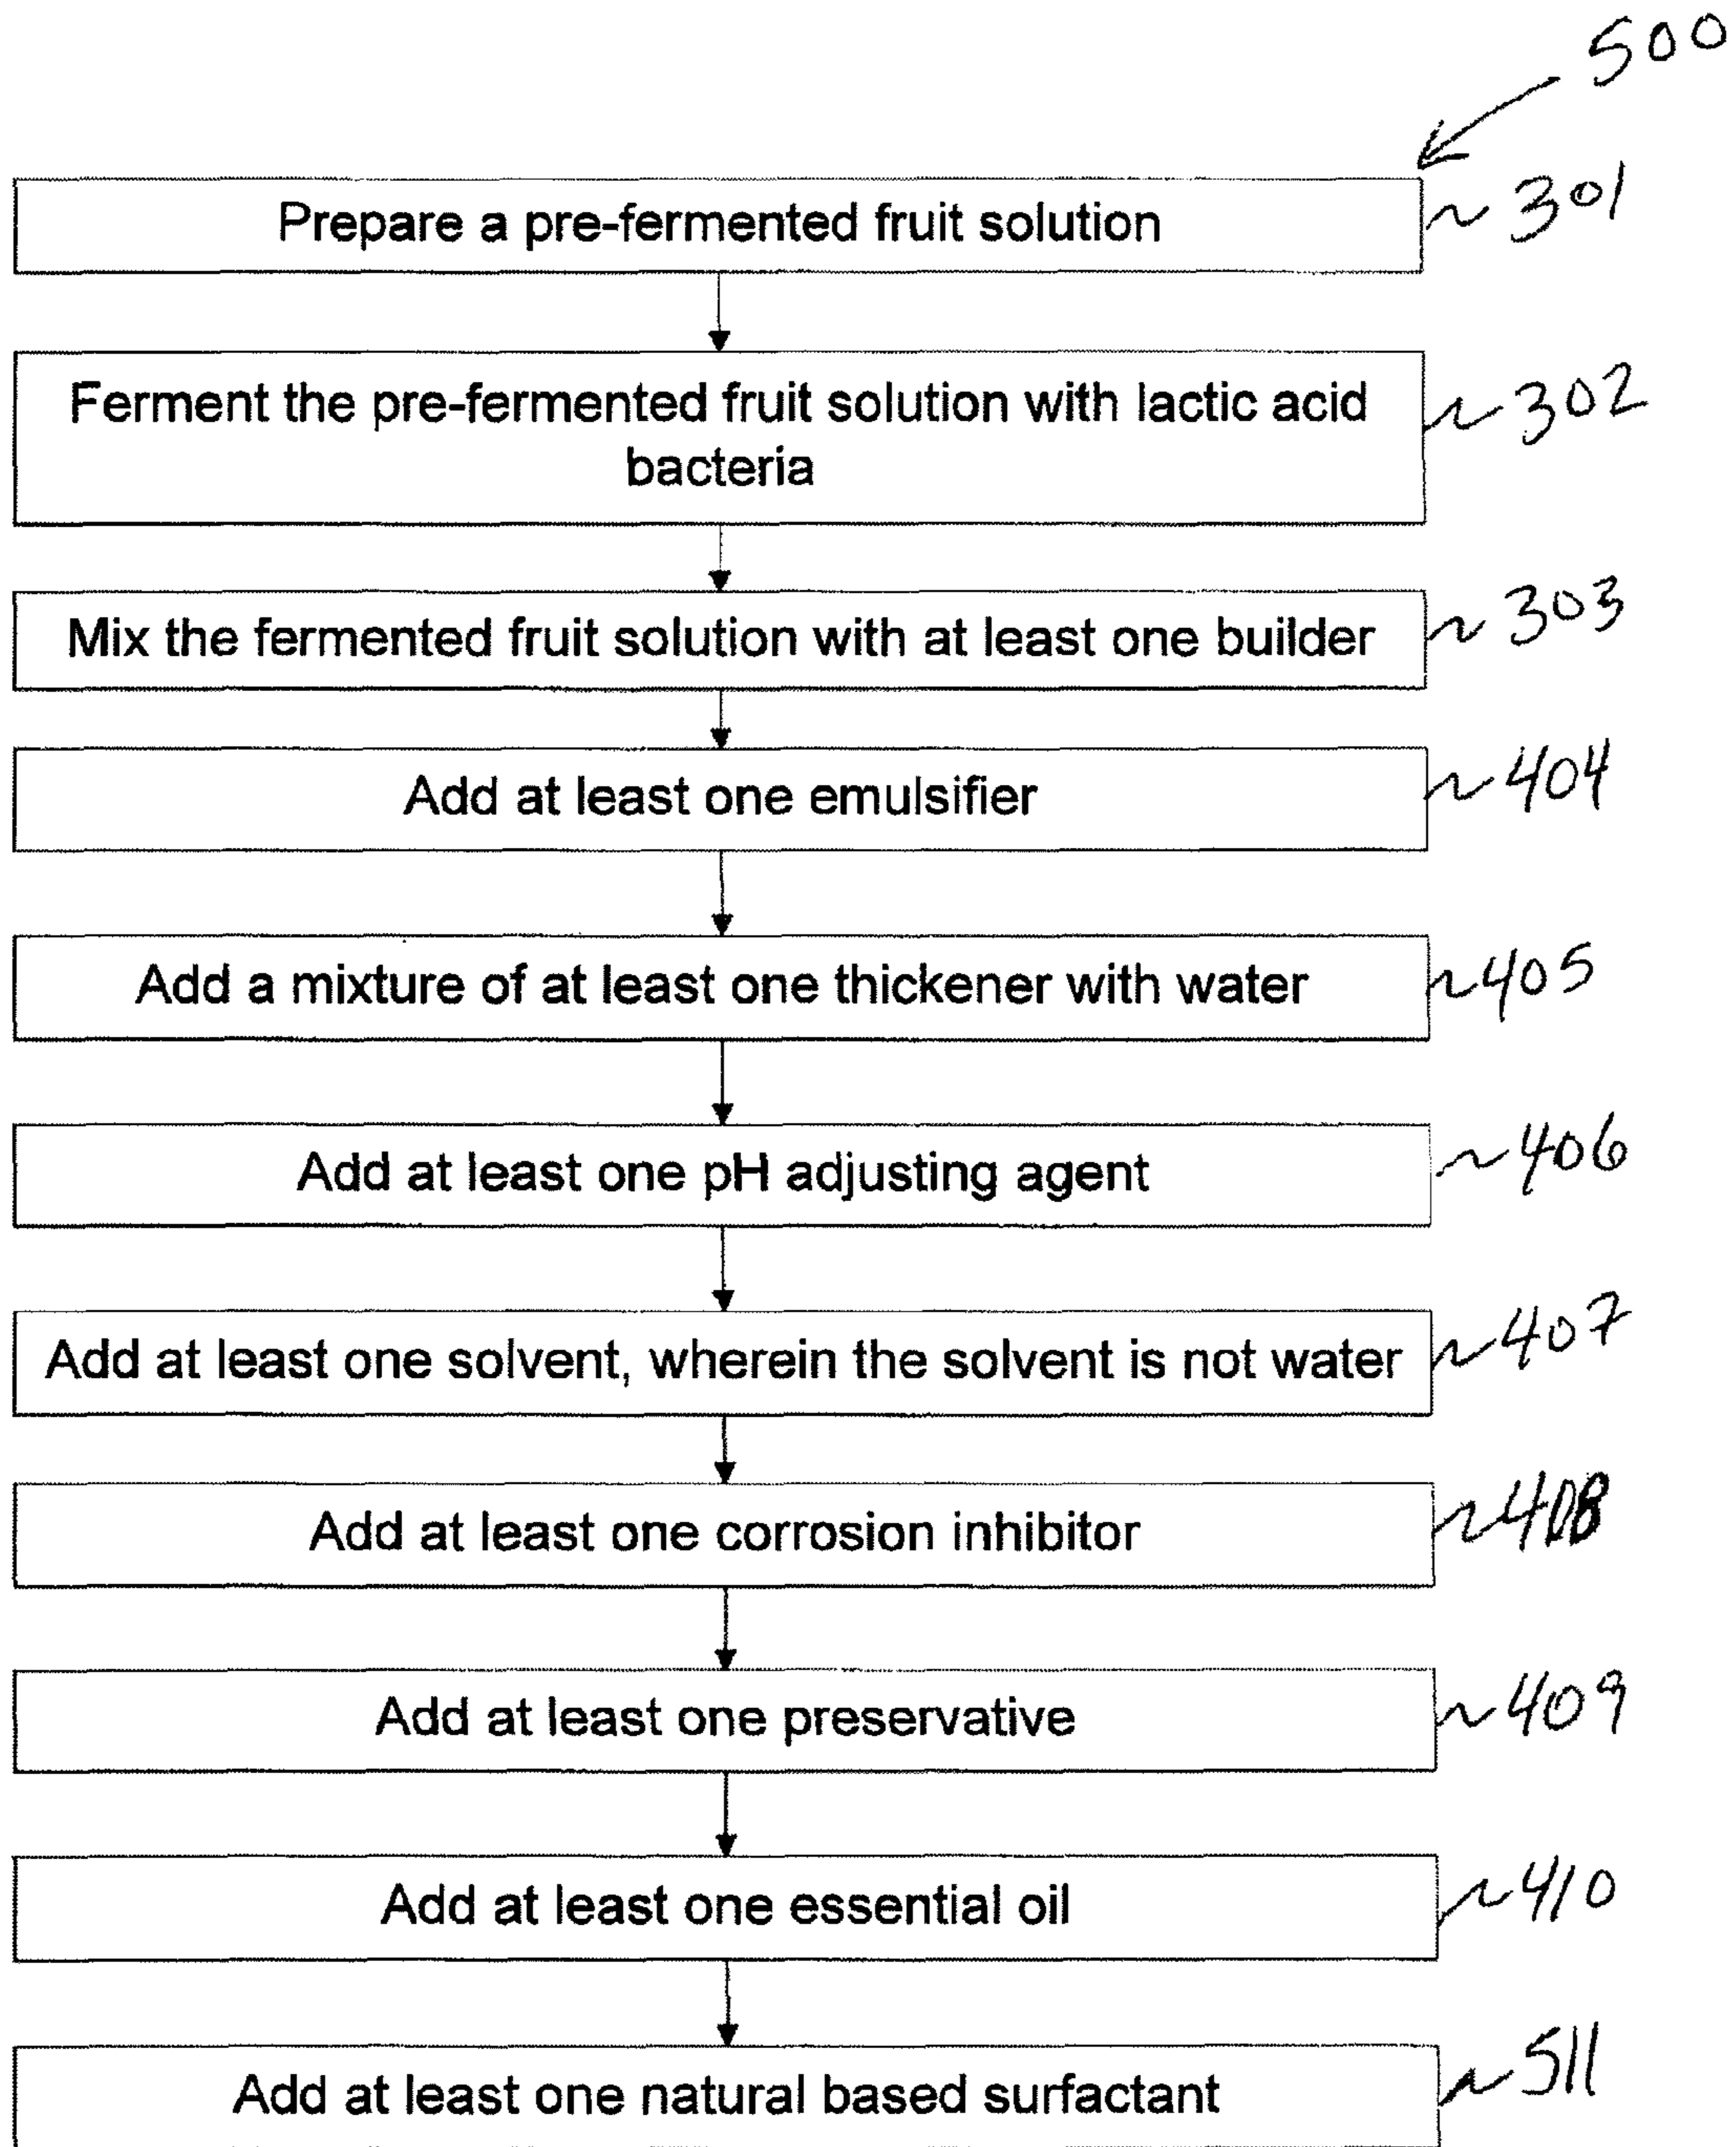 500
Prepare a pre-fermented fruit solution ~ 301
Ferment the pre-fermented fruit solution with lactic acid
bacteria ~ 302
Mix the fermented fruit solution with at least one builder ~ 303
Add at least one emulsifier ~ 404
Add a mixture of at least one thickener with water ~ 405
Add at least one pH adjusting agent ~ 406
Add at least one solvent, wherein the solvent is not water ~ 407
Add at least one corrosion inhibitor ~ 408
Add at least one preservative ~ 409
Add at least one essential oil ~ 410
Add at least one natural based surfactant ~ 511